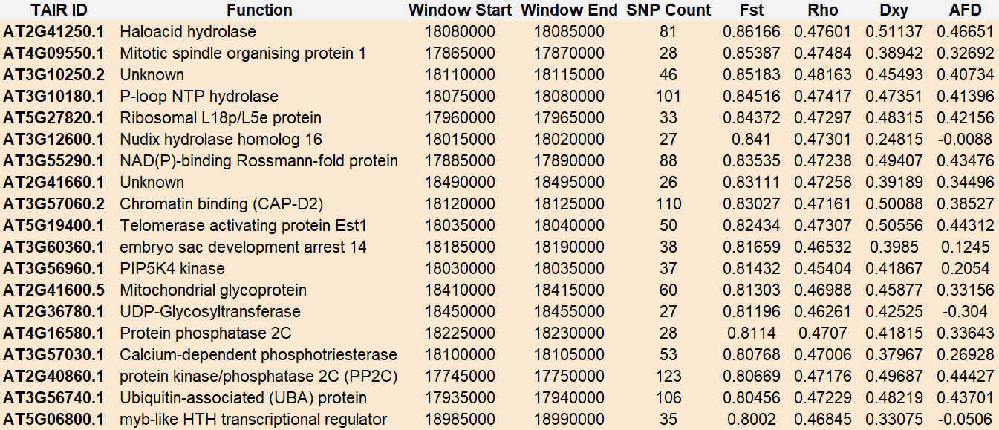 TAIR ID Function Window Start Window End SNP Count Fst Rho Dxy AFD
AT2G41250.1 Haloacid hydrolase 18080000 18085000 81 0.86166 0.47601 0.51137 0.46651
AT4G09550.1 Mitotic spindle organising protein 1 17865000 17870000 28 0.85387 0.47484 0.38942 0.32692
AT3G10250.2 Unknown 18110000 18115000 46 0.85183 0.48163 0.45493 0.40734
AT3G10180.1 P-loop NTP hydrolase 18075000 18080000 101 0.84516 0.47417 0.47351 0.41396
AT5G27820.1 Ribosomal L18p/L5e protein 17960000 17965000 33 0.84372 0.47297 0.48315 0.42156
AT3G12600.1 Nudix hydrolase homolog 16 18015000 18020000 27 0.841 0.47301 0.24815 -0.0088
AT3G55290.1 NAD(P)-binding Rossmann-fold protein 17885000 17890000 88 0.83535 0.47238 0.49407 0.43476
AT2G41660.1 Unknown 18490000 18495000 26 0.83111 0.47258 0.39189 0.34496
AT3G57060.2 Chromatin binding (CAP-D2) 18120000 18125000 110 0.83027 0.47161 0.50088 0.38527
AT5G19400.1 Telomerase activating protein Est1 18035000 18040000 50 0.82434 0.47307 0.50556 0.44312
AT3G60360.1 embryo sac development arrest 14 18185000 18190000 38 0.81659 0.46532 0.3985 0.1245
AT3G56960.1 PIP5K4 kinase 18030000 18035000 37 0.81432 0.45404 0.41867 0.2054
AT2G41600.5 Mitochondrial glycoprotein 18410000 18415000 60 0.81303 0.46988 0.45877 0.33156
AT2G36780.1 UDP-Glycosyltransferase 18450000 18455000 27 0.81196 0.46261 0.42525 -0.304
AT4G16580.1 Protein phosphatase 2C 18225000 18230000 28 0.8114 0.4707 0.41815 0.33643
AT3G57030.1 Calcium-dependent phosphotriesterase 18100000 18105000 53 0.80768 0.47006 0.37967 0.26928
AT2G40860.1 protein kinase/phosphatase 2C (PP2C) 17745000 17750000 123 0.80669 0.47176 0.49687 0.44427
AT3G56740.1 Ubiquitin-associated (UBA) protein 17935000 17940000 106 0.80456 0.47229 0.48219 0.43701
AT5G06800.1 myb-like HTH transcriptional regulator 18985000 18990000 35 0.8002 0.46845 0.33075 -0.0506